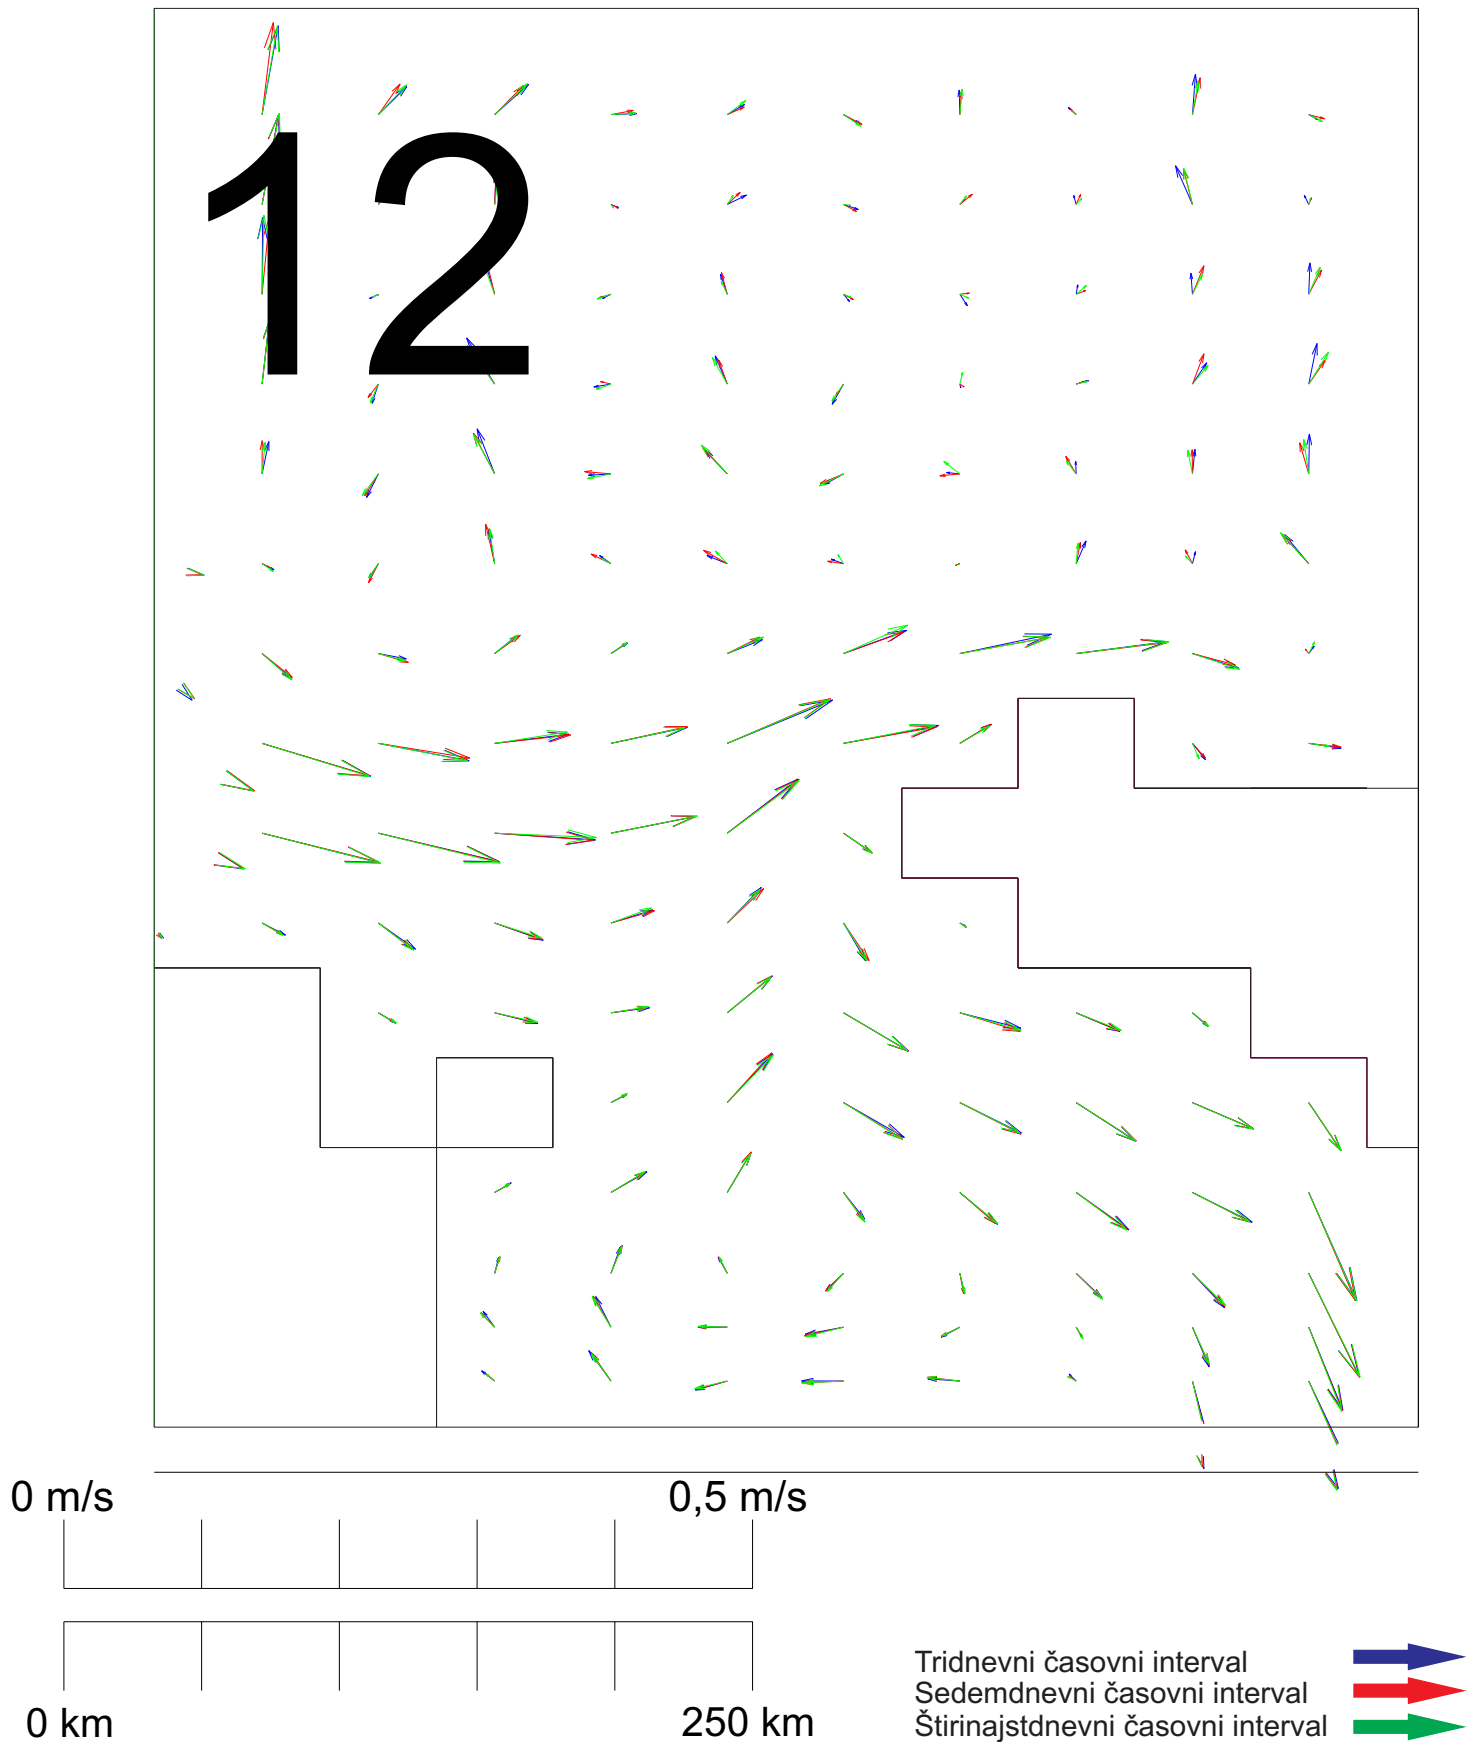 12
0 m/s
0,5 m/s
0 km
250 km
Tridnevni časovni interval
Sedemdnevni časovni interval
Štirinajstdnevni časovni interval